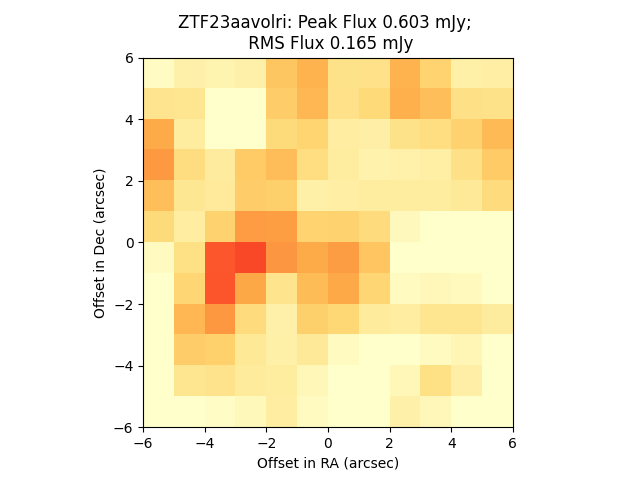 ZTF23aavolri: Peak Flux 0.603 mJy;
RMS Flux 0.165 mJy
6
4
2
0
−2
−4
−6
Offset in Dec (arcsec)
−6 −4 −2 0 2 4 6
Offset in RA (arcsec)